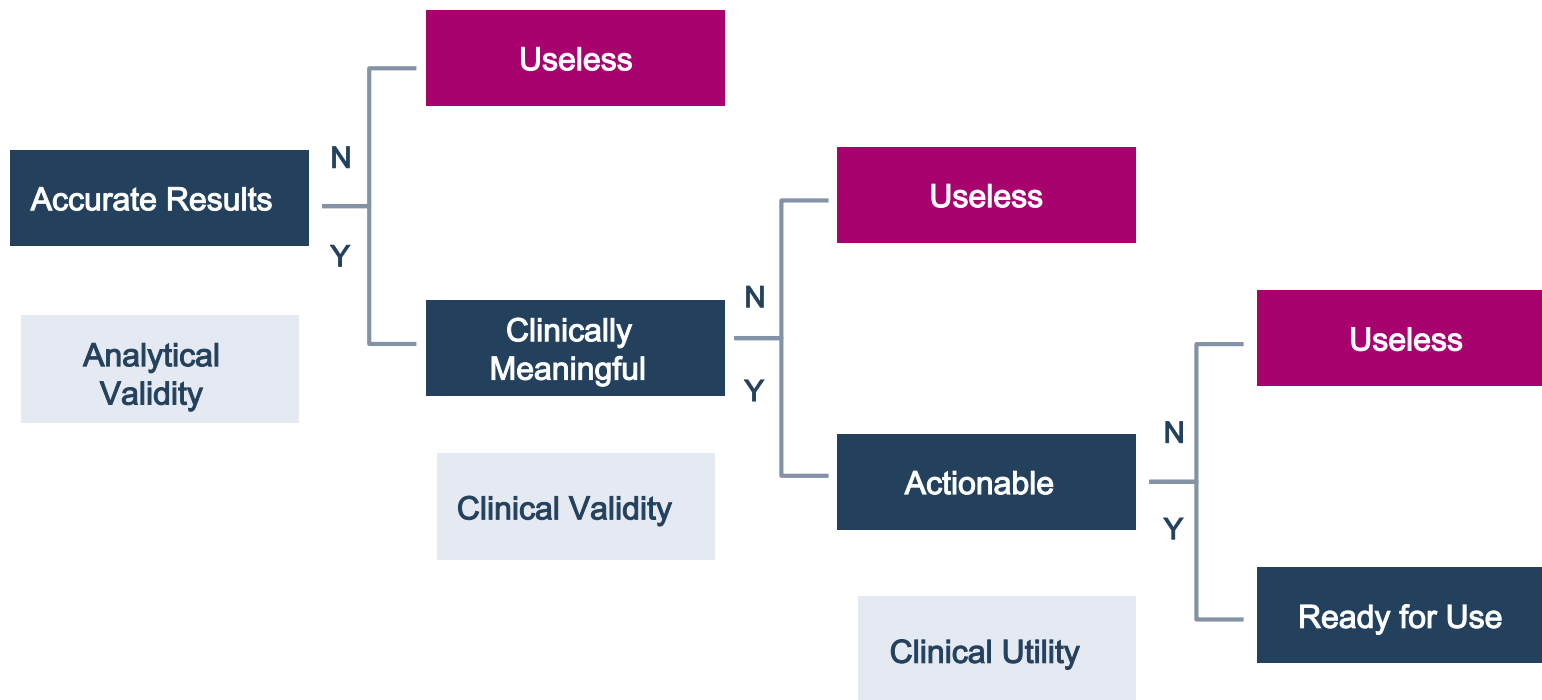 Useless
N
Accurate Results
Y
Analytical
Validity
Useless
N
Clinically
Meaningful
Y
Clinical Validity
Useless
N
Actionable
Y
Clinical Utility
Ready for Use